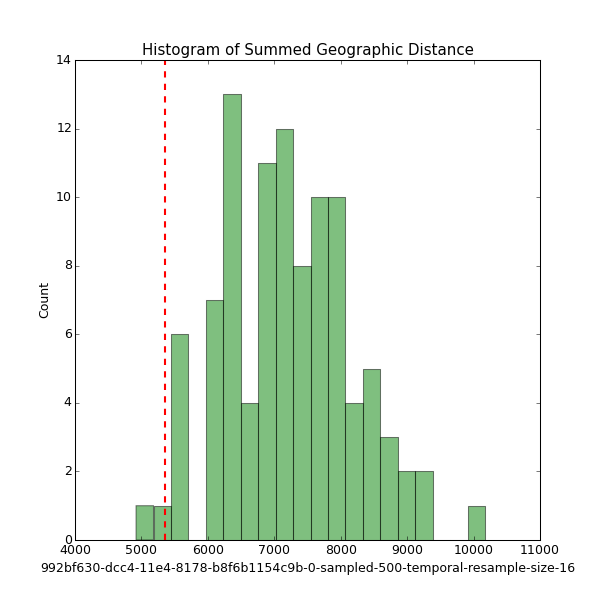 Histogram of Summed Geographic Distance
14
12
10
8
6
4
2
0
Count
4000 5000 6000 7000 8000 9000 10000 11000
992bf630-dcc4-11e4-8178-b8f6b1154c9b-0-sampled-500-temporal-resample-size-16